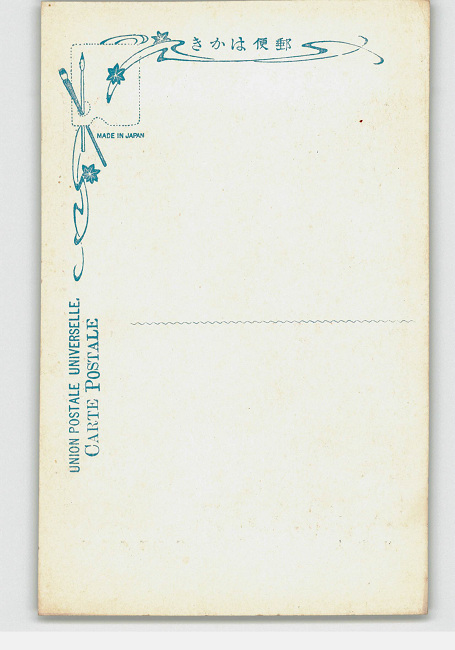 きかは便郵
MADE IN JAPAN
UNION POSTALE UNIVERSELLE.
CARTE POSTALE